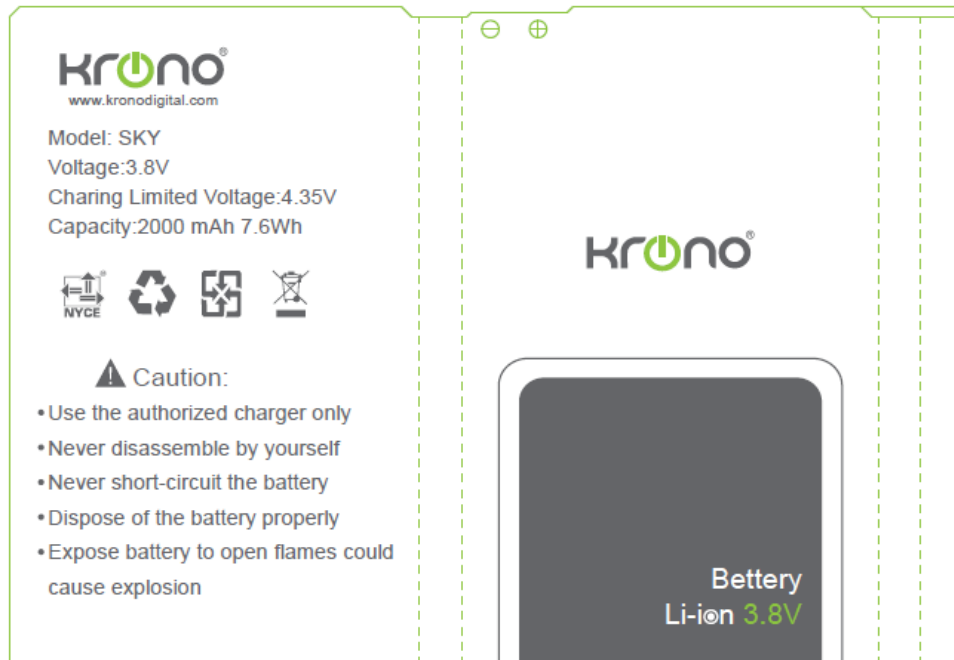 krono®
www.kronodigital.com
Model: SKY
Voltage:3.8V
Charing Limited Voltage:4.35V
Capacity:2000 mAh 7.6Wh
NYCE
Caution:
•Use the authorized charger only
•Never disassemble by yourself
•Never short-circuit the battery
•Dispose of the battery properly
•Expose battery to open flames could
cause explosion
krono®
Bettery
Li-ion 3.8V